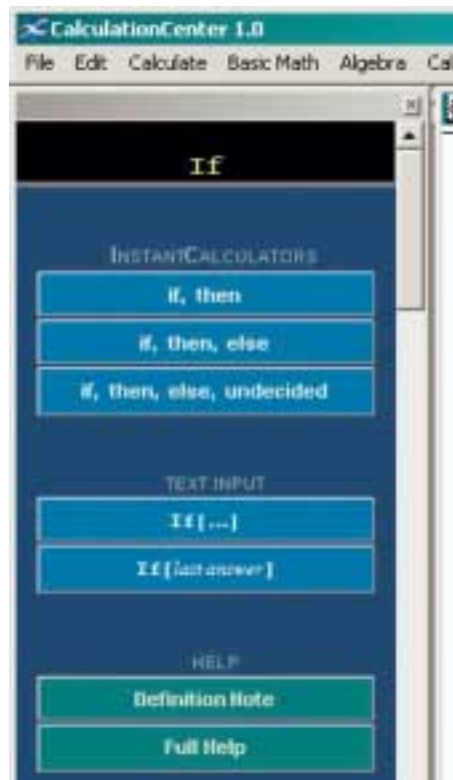 CalculationCenter 1.0
File Edit Calculate Basic Math Algebra Cal
If
INSTANTCALCULATORS
if, then
if, then, else
if, then, else, undecided
TEXT INPUT
If[...]
If[last answer]
HELP
Definition Note
Full Help